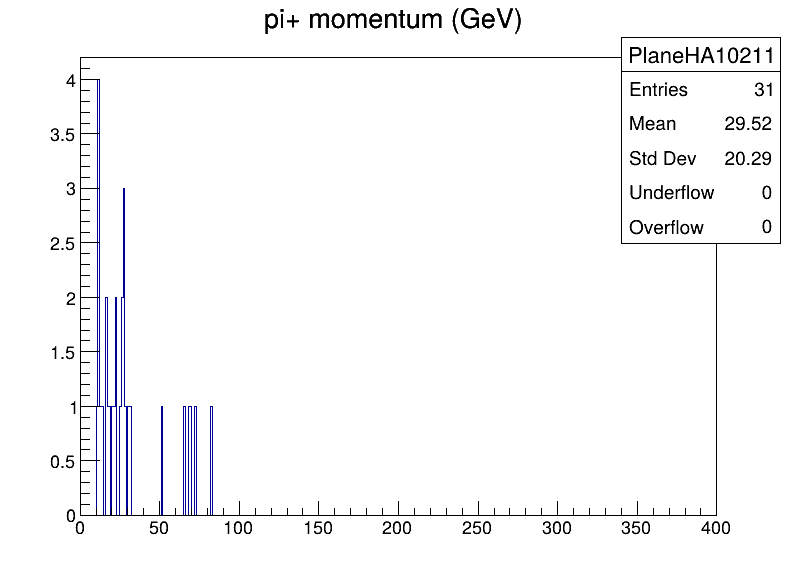 pi+ momentum (GeV)
PlaneHA10211
Entries 31
Mean 29.52
Std Dev 20.29
Underflow 0
Overflow 0
4
3.5
3
2.5
2
1.5
1
0.5
0
0 50 100 150 200 250 300 350 400